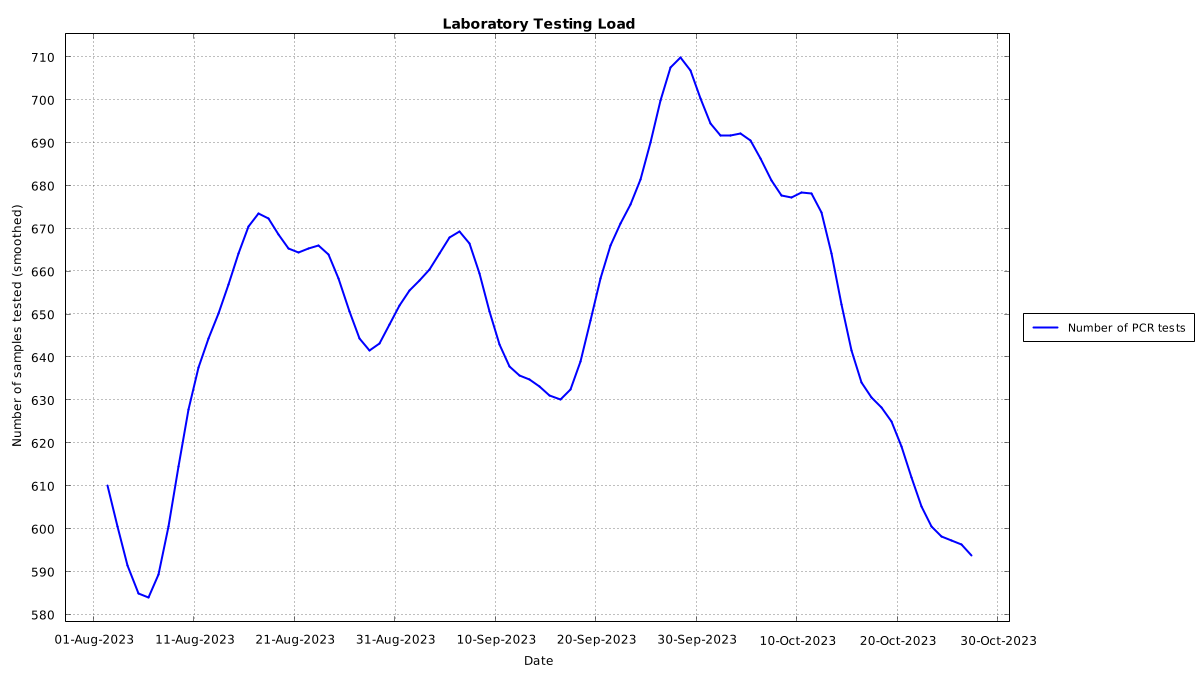 Laboratory Testing Load
Number of samples tested (smoothed)
710
700
690
680
670
660
650
640
630
620
610
600
590
580
01-Aug-2023 11-Aug-2023 21-Aug-2023 31-Aug-2023 10-Sep-2023 20-Sep-2023 30-Sep-2023 10-Oct-2023 20-Oct-2023 30-Oct-2023
Date
Number of PCR tests